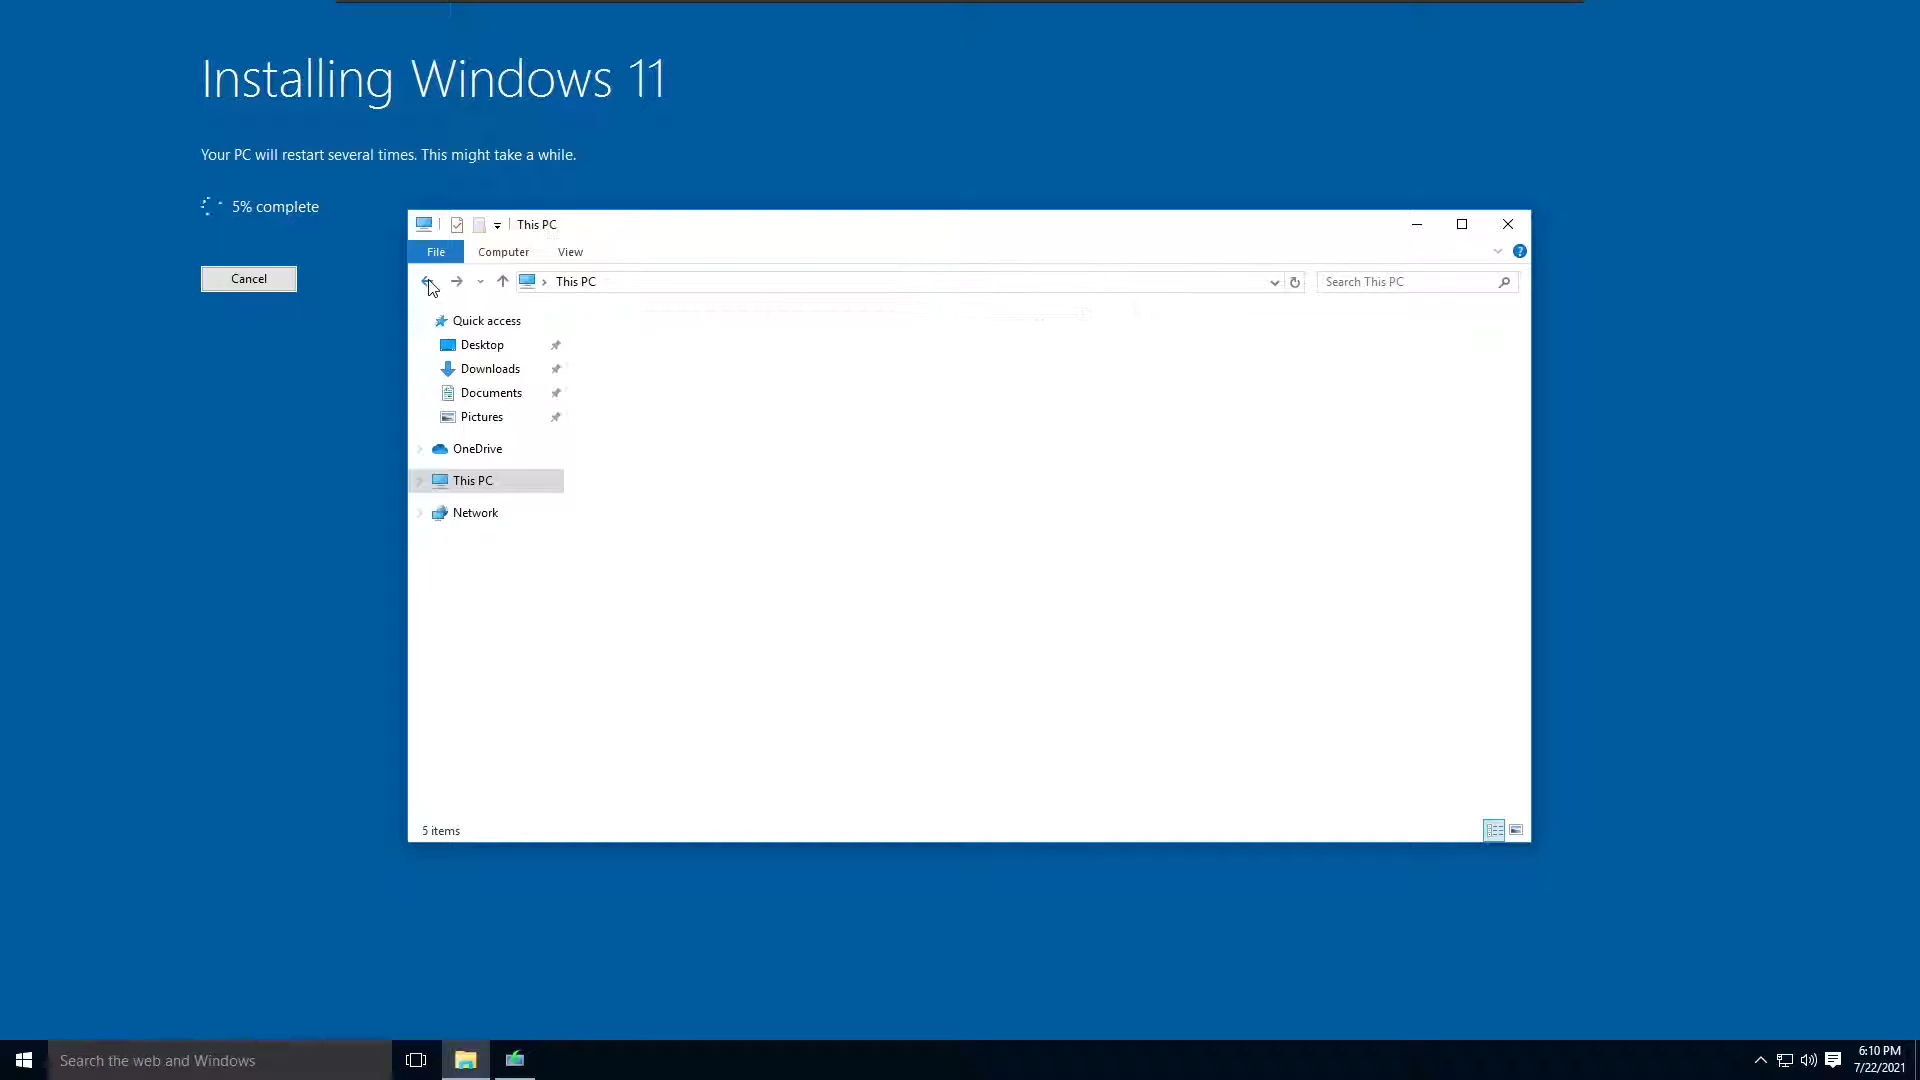 Installing Windows 11
Your PC will restart several times. This might take a while.
5% complete
Cancel
This PC
File Computer View
This PC
Search This PC
Quick access
Desktop
Downloads
Documents
Pictures
OneDrive
This PC
Network
5 items
Search the web and Windows
6:10 PM
7/22/2021